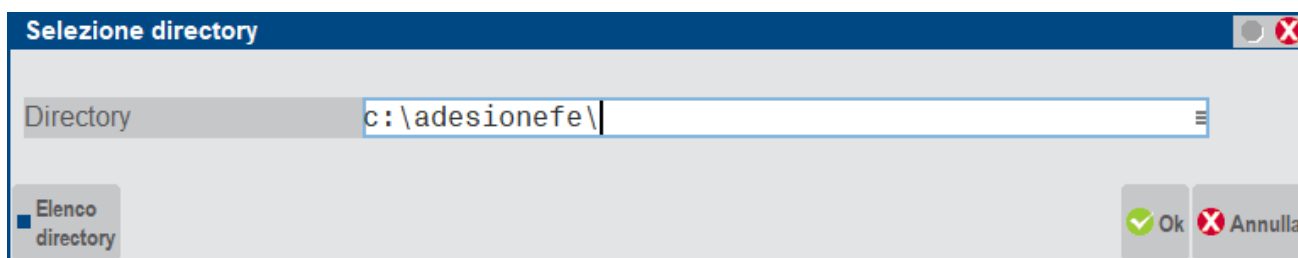 Selezione directory
Directory c:\adesionefe\
Elenco
directory
Ok Annulla